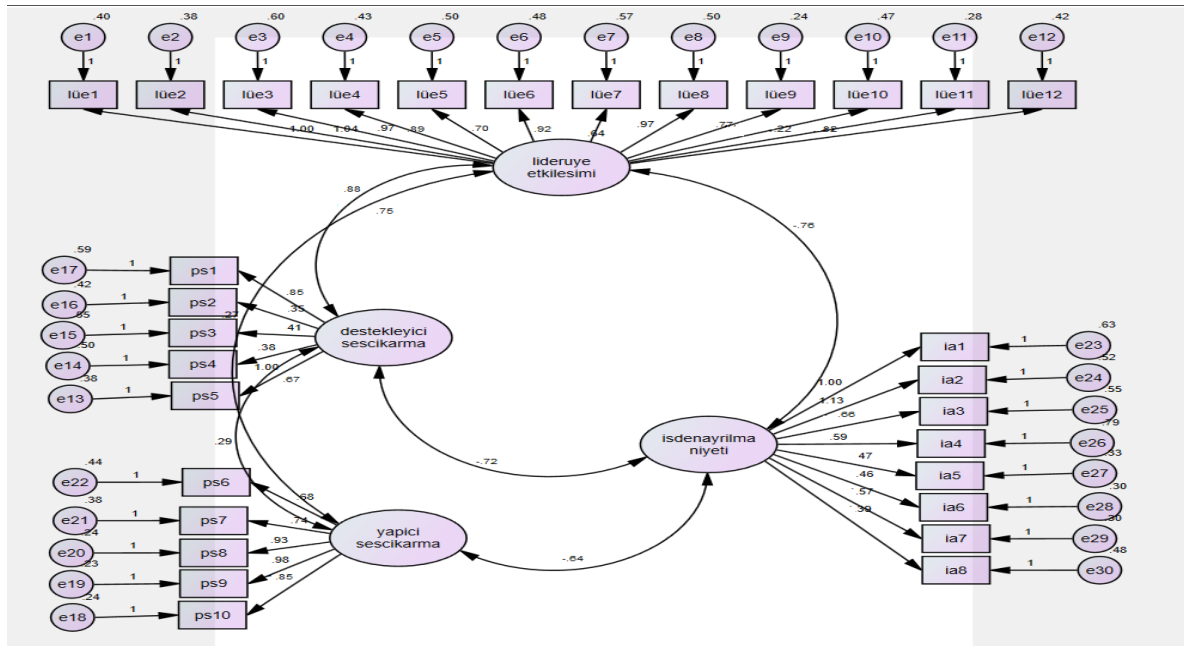 .40 .38 .60 .43 .50 .48 .57 .50 .24 .47 .28 .42
e1 e2 e3 e4 e5 e6 e7 e8 e9 e10 e11 e12
1 1 1 1 1 1 1 1 1 1 1 1
lüe1 lüe2 lüe3 lüe4 lüe5 lüe6 lüe7 lüe8 lüe9 lüe10 lüe11 lüe12
1.00 1.04 .97 .89 .70 .92 .64 .97 .77 .22 .82
lideruye
etkilesimi
.88
.75
-.76
.59
e17 1 ps1
.42
e16 1 ps2
e15 1 ps3
.50
e14 1 ps4
.38
e13 1 ps5
.85
.35
.41
.38
1.00
.67
.27
destekleyici
sescikarma
.29
-.72
.44
e22 1 ps6
.38
e21 1 ps7
.24
e20 1 ps8
.23
e19 1 ps9
.24
e18 1 ps10
.68
.74
.93
.98
.85
yapici
sescikarma
-.64
isdenayrilma
niyeti
1.00
1.13
.66
.59
.47
.46
.57
.39
.63
ia1 1 e23
.52
ia2 1 e24
.55
ia3 1 e25
.79
ia4 1 e26
.33
ia5 1 e27
.30
ia6 1 e28
.30
ia7 1 e29
.48
ia8 1 e30